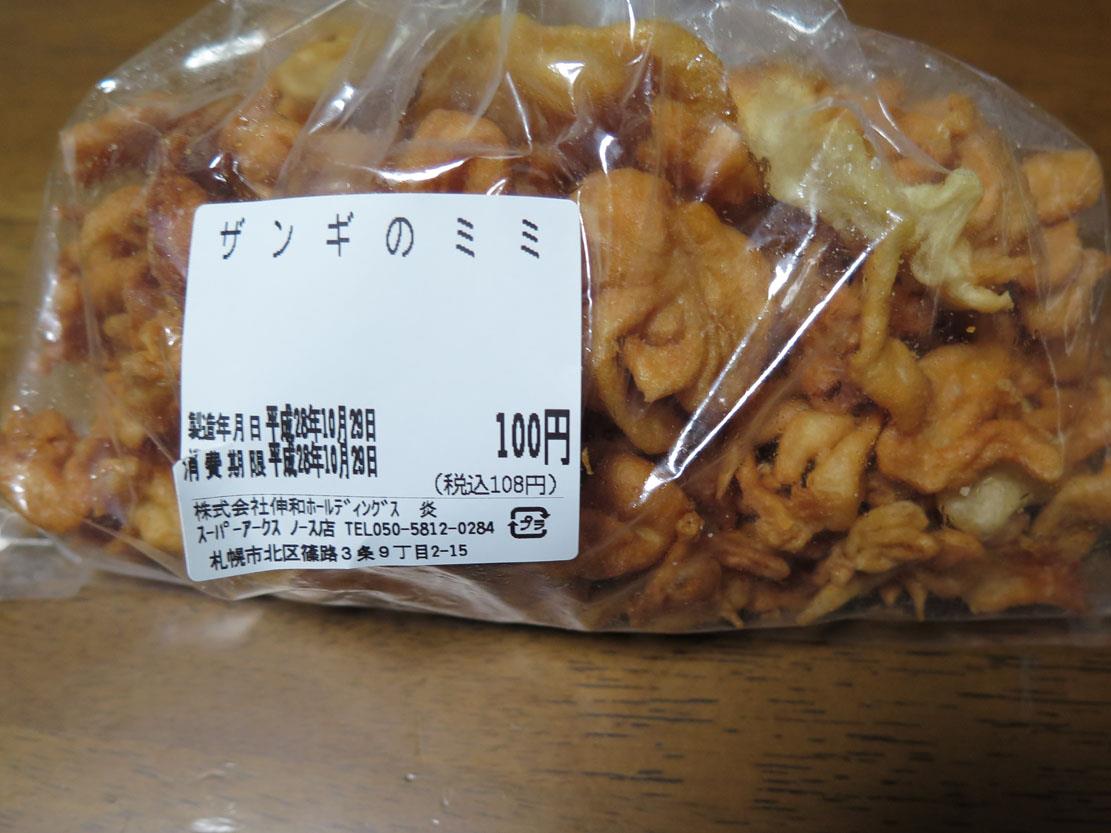 ザンギのミミ
製造年月日 平成28年10月29日
消費期限 平成28年10月29日
100円
(税込108円)
株式会社伸和ホールディングス 炎
スーパーアークス ノース店 TEL050-5812-0284
プラ
札幌市北区篠路3条9丁目2-15